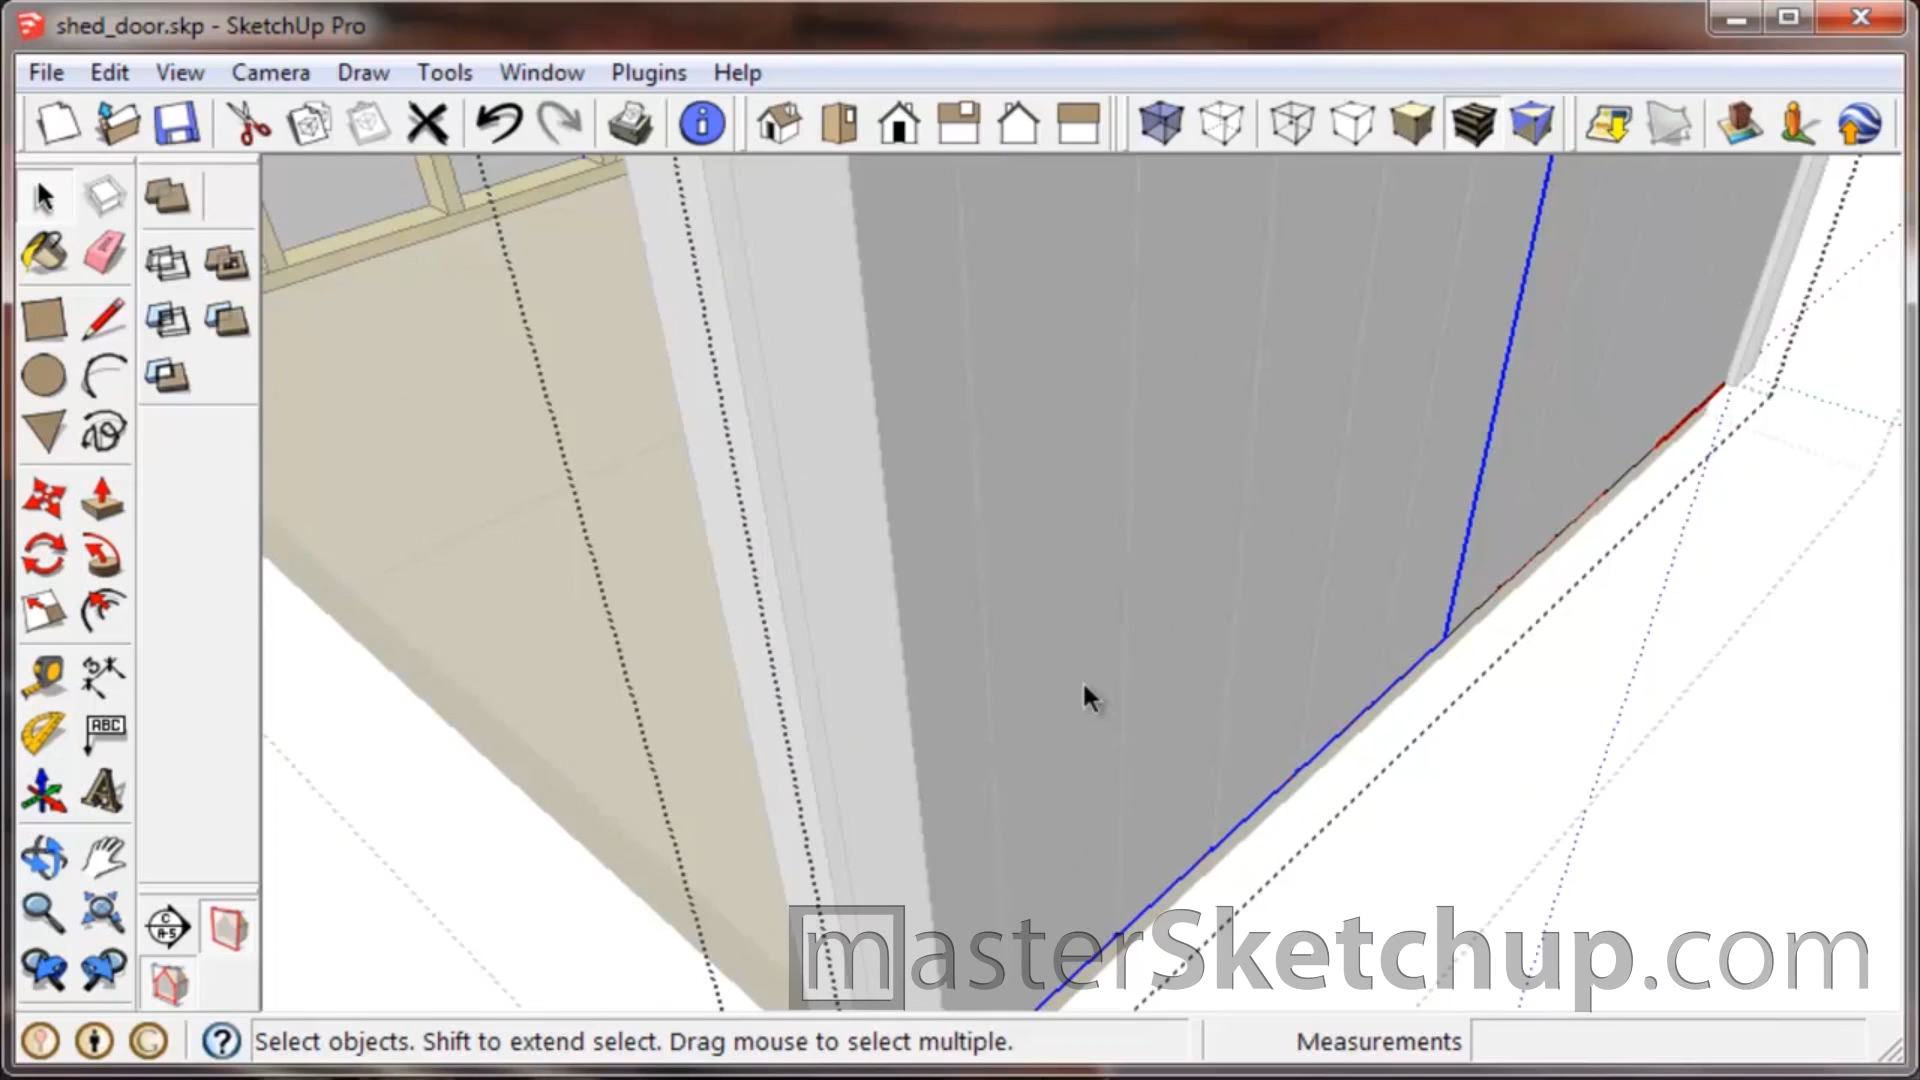 shed_door.skp - SketchUp Pro
File Edit View Camera Draw Tools Window Plugins Help
ABC
C
A-5
masterSketchup.com
Select objects. Shift to extend select. Drag mouse to select multiple.
Measurements